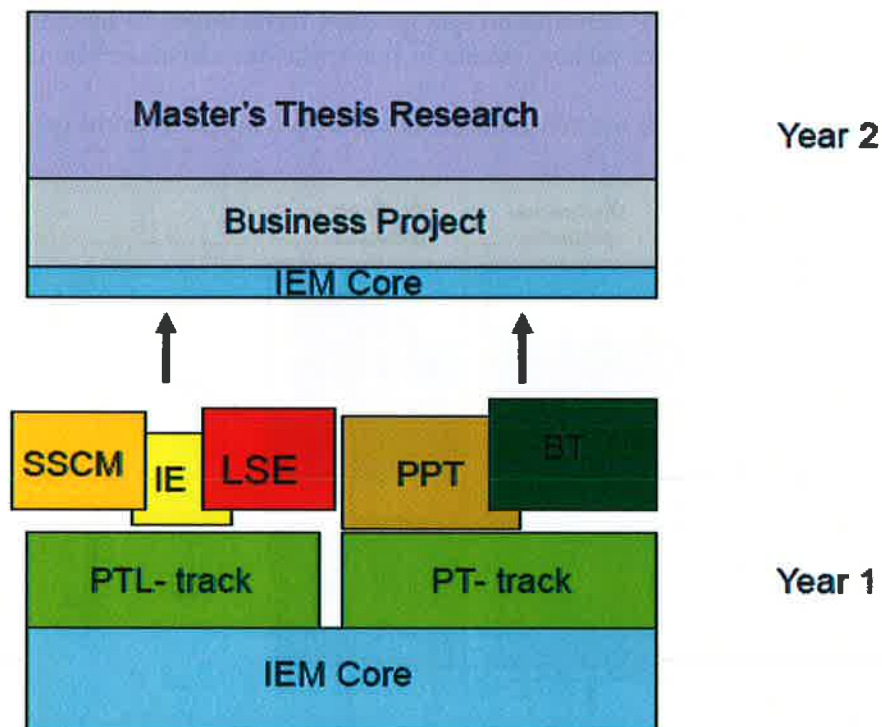 Master's Thesis Research
Year 2
Business Project
IEM Core
SSCM
IE
LSE
PPT
BT
PTL- track
PT- track
Year 1
IEM Core